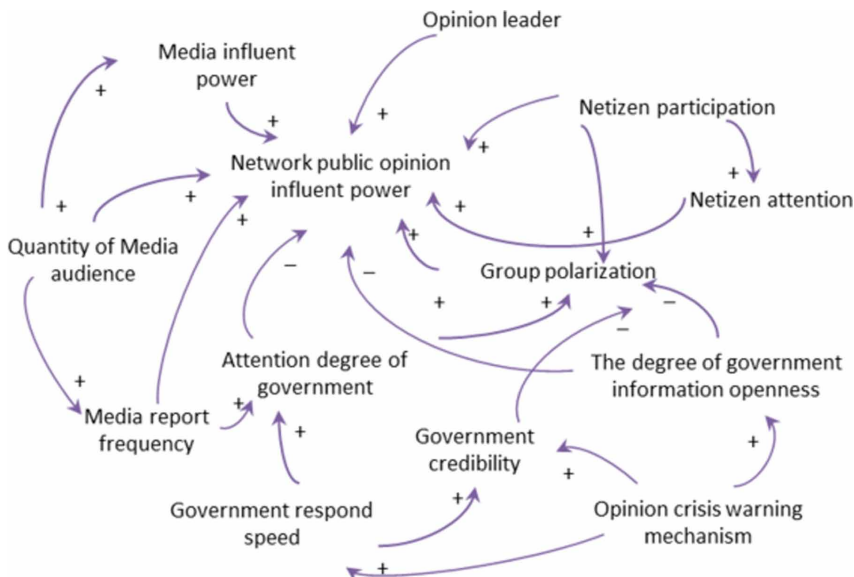 Opinion leader
Media influent
power
+
+
+
Netizen participation
+
Network public opinion
influent power
+
Netizen attention
+
+
+
+
+
+
Quantity of Media
audience
−
−
Group polarization
+
+
−
−
Attention degree of
government
The degree of government
information openness
+
+
Media report
frequency
+
Government
credibility
+
+
+
Government respond
speed
Opinion crisis warning
mechanism
+